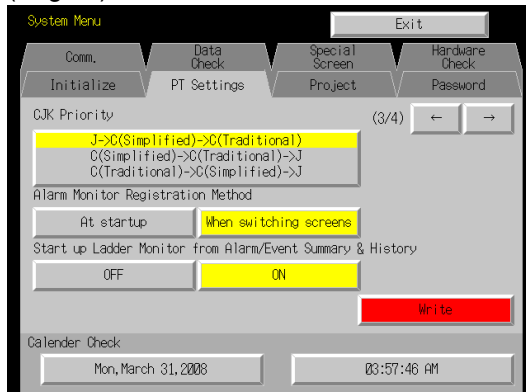 System Menu
Exit
Comm.
Data Check
Special Screen
Hardware Check
Initialize
PT Settings
Project
Password
CJK Priority
(3/4)
←
→
J->C(Simplified)->C(Traditional)
C(Simplified)->C(Traditional)->J
C(Traditional)->C(Simplified)->J
Alarm Monitor Registration Method
At startup
When switching screens
Start up Ladder Monitor from Alarm/Event Summary & History
OFF
ON
Write
Calender Check
Mon,March 31,2008
03:57:46 AM